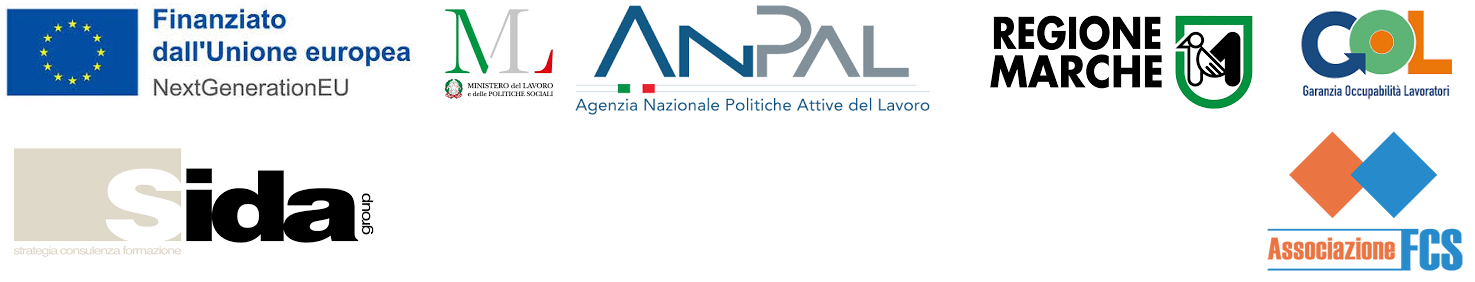 Finanziato
dall'Unione europea
NextGenerationEU
ML
MINISTERO del LAVORO
e delle POLITICHE SOCIALI
ANPAL
Agenzia Nazionale Politiche Attive del Lavoro
REGIONE
MARCHE
GOL
Garanzia Occupabilità Lavoratori
Sida
group
strategia consulenza formazione
Associazione FCS